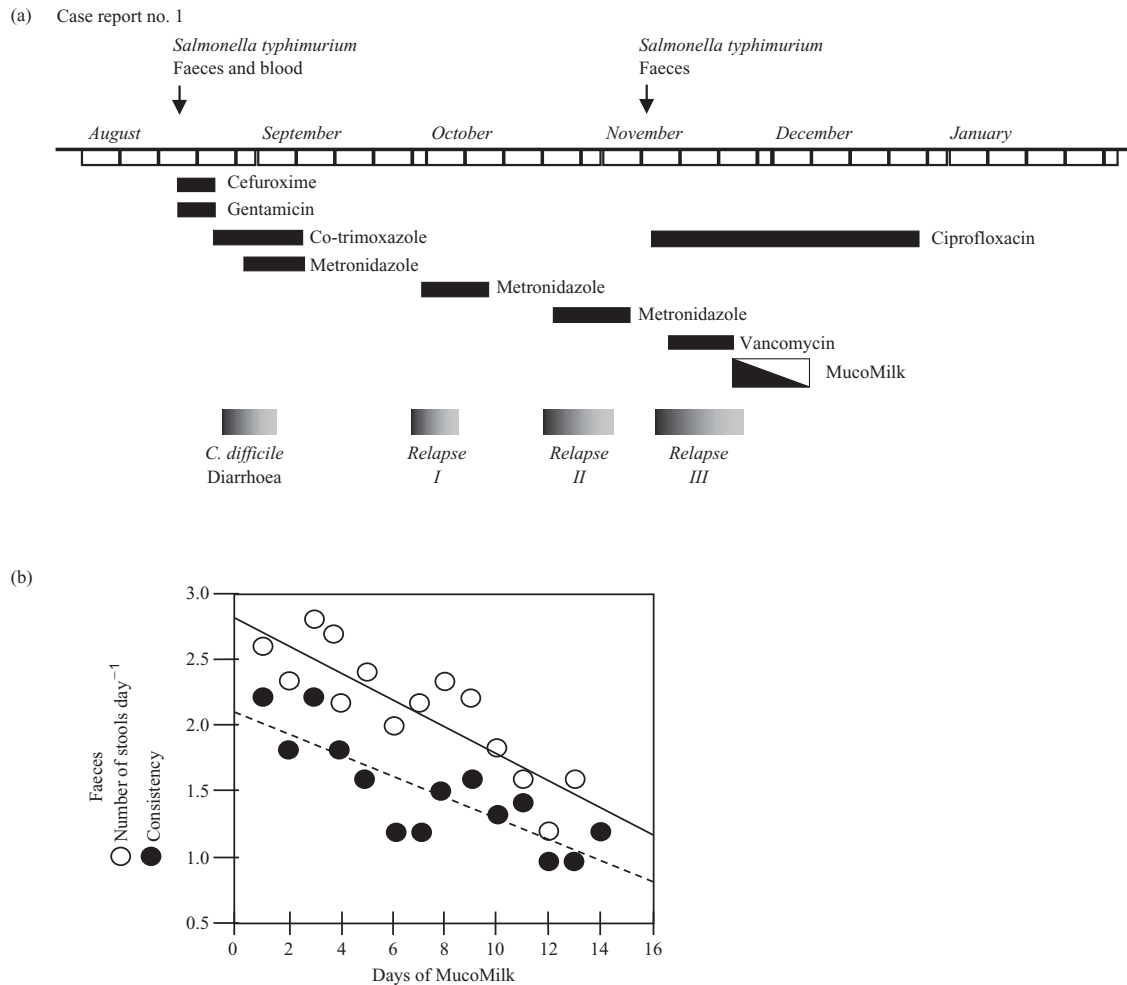 (a) Case report no. 1
Salmonella typhimurium
Faeces and blood
Salmonella typhimurium
Faeces
August September October November December January
Cefuroxime
Gentamicin
Co-trimoxazole
Ciprofloxacin
Metronidazole
Metronidazole
Metronidazole
Vancomycin
MucoMilk
C. difficile
Diarrhoea
Relapse
I
Relapse
II
Relapse
III
(b)
Faeces
Number of stools day⁻¹
Consistency
3.0
2.5
2.0
1.5
1.0
0.5
0 2 4 6 8 10 12 14 16
Days of MucoMilk